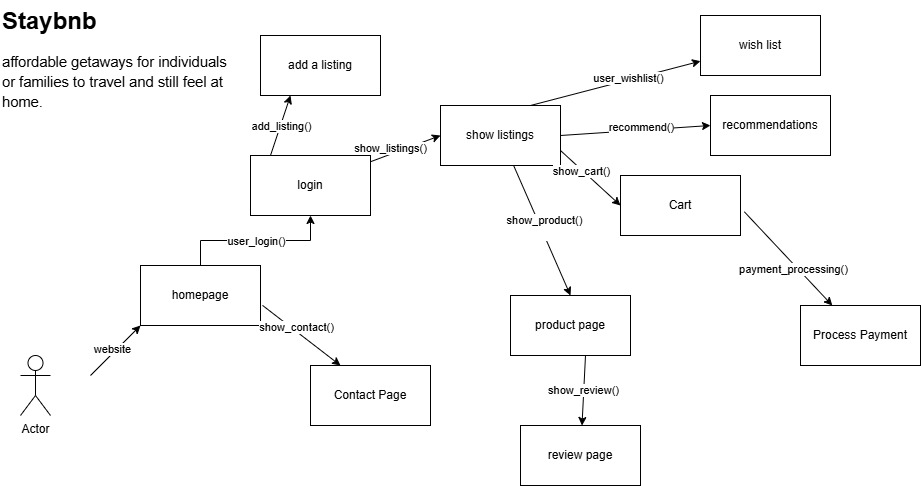 Staybnb
affordable getaways for individuals
or families to travel and still feel at
home.
add a listing
wish list
user_wishlist()
add_listing()
show_listings()
show listings
recommend()
recommendations
login
show_cart()
Cart
show_product()
user_login()
payment_processing()
homepage
show_contact()
product page
Process Payment
website
Contact Page
show_review()
Actor
review page